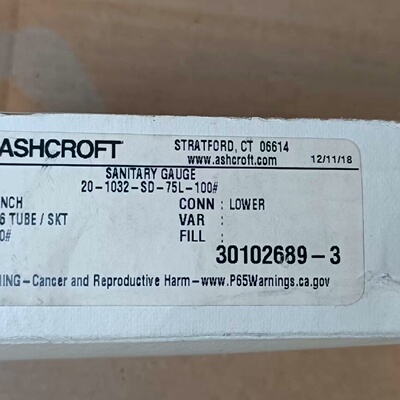 ASHCROFT
STRATFORD, CT 06614
www.ashcroft.com 12/11/18
SANITARY GAUGE
20-1032-SD-75L-100#
NCH CONN : LOWER
6 TUBE / SKT VAR :
0# FILL :
30102689-3
NING - Cancer and Reproductive Harm - www.P65Warnings.ca.gov